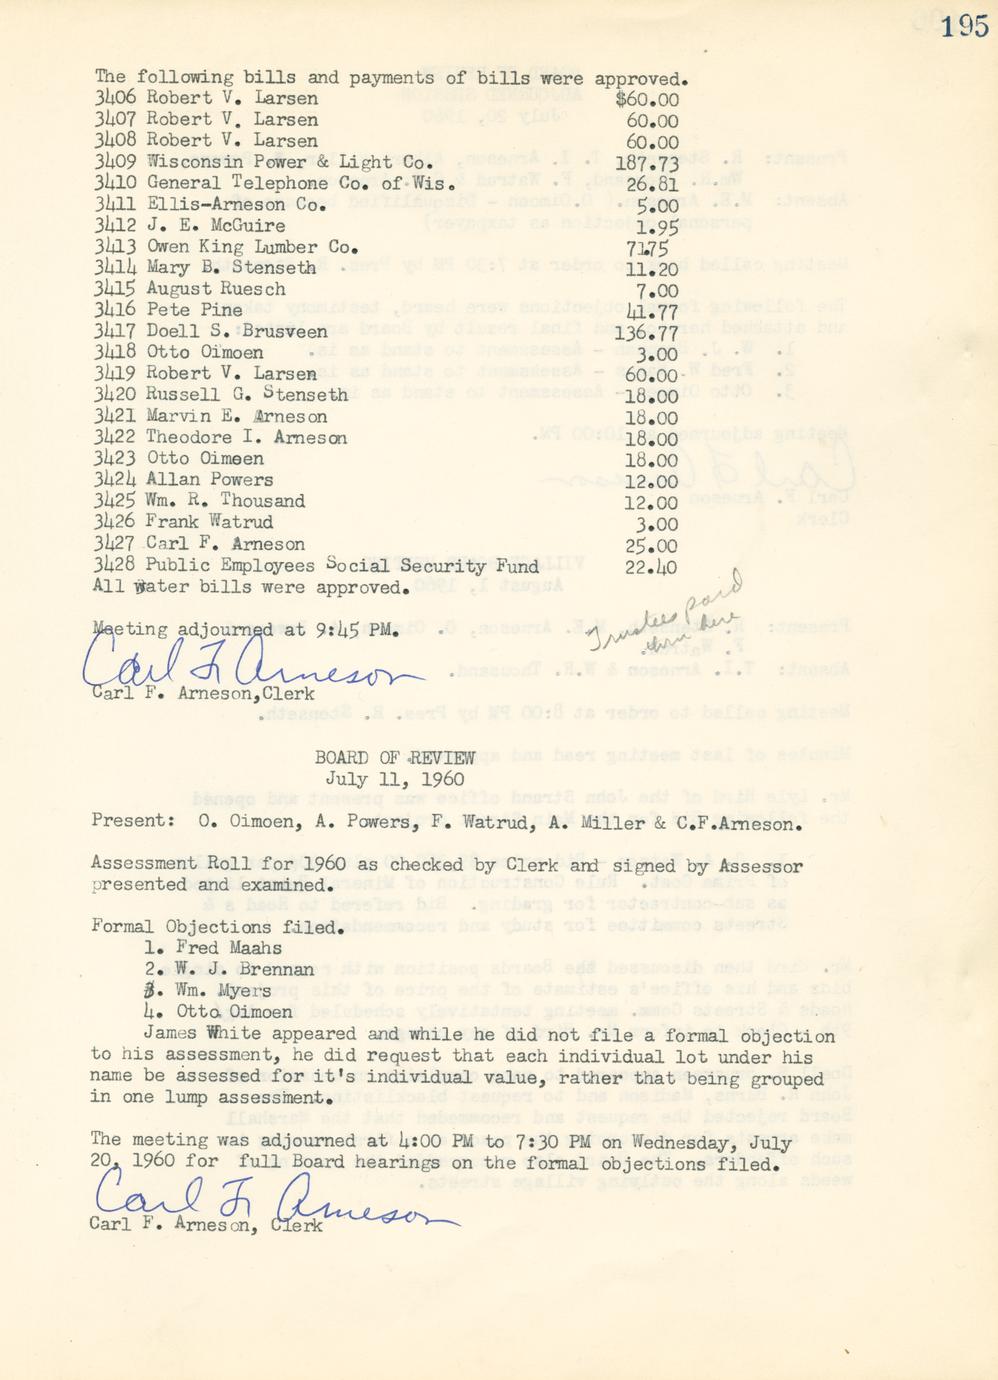 195
The following bills and payments of bills were approved.
3406 Robert V. Larsen $60.00
3407 Robert V. Larsen 60.00
3408 Robert V. Larsen 60.00
3409 Wisconsin Power & Light Co. 187.73
3410 General Telephone Co. of Wis. 26.81
3411 Ellis-Arneson Co. 5.00
3412 J. E. McGuire 1.95
3413 Owen King Lumber Co. 71.75
3414 Mary B. Stenseth 11.20
3415 August Ruesch 7.00
3416 Pete Pine 41.77
3417 Doell S. Brusveen 136.77
3418 Otto Oimoen 3.00
3419 Robert V. Larsen 60.00
3420 Russell G. Stenseth 18.00
3421 Marvin E. Arneson 18.00
3422 Theodore I. Arneson 18.00
3423 Otto Oimoen 18.00
3424 Allan Powers 12.00
3425 Wm. R. Thousand 12.00
3426 Frank Watrud 3.00
3427 Carl F. Arneson 25.00
3428 Public Employees Social Security Fund 22.40
All water bills were approved.
Trustees paid
thru here
Meeting adjourned at 9:45 PM.
Carl F. Arneson
Carl F. Arneson,Clerk
BOARD OF REVIEW
July 11, 1960
Present: O. Oimoen, A. Powers, F. Watrud, A. Miller & C.F.Arneson.
Assessment Roll for 1960 as checked by Clerk and signed by Assessor
presented and examined.
Formal Objections filed.
1. Fred Maahs
2. W. J. Brennan
3. Wm. Myers
4. Otto Oimoen
James White appeared and while he did not file a formal objection
to his assessment, he did request that each individual lot under his
name be assessed for it's individual value, rather that being grouped
in one lump assessment.
The meeting was adjourned at 4:00 PM to 7:30 PM on Wednesday, July
20, 1960 for full Board hearings on the formal objections filed.
Carl F. Arneson
Carl F. Arneson, Clerk